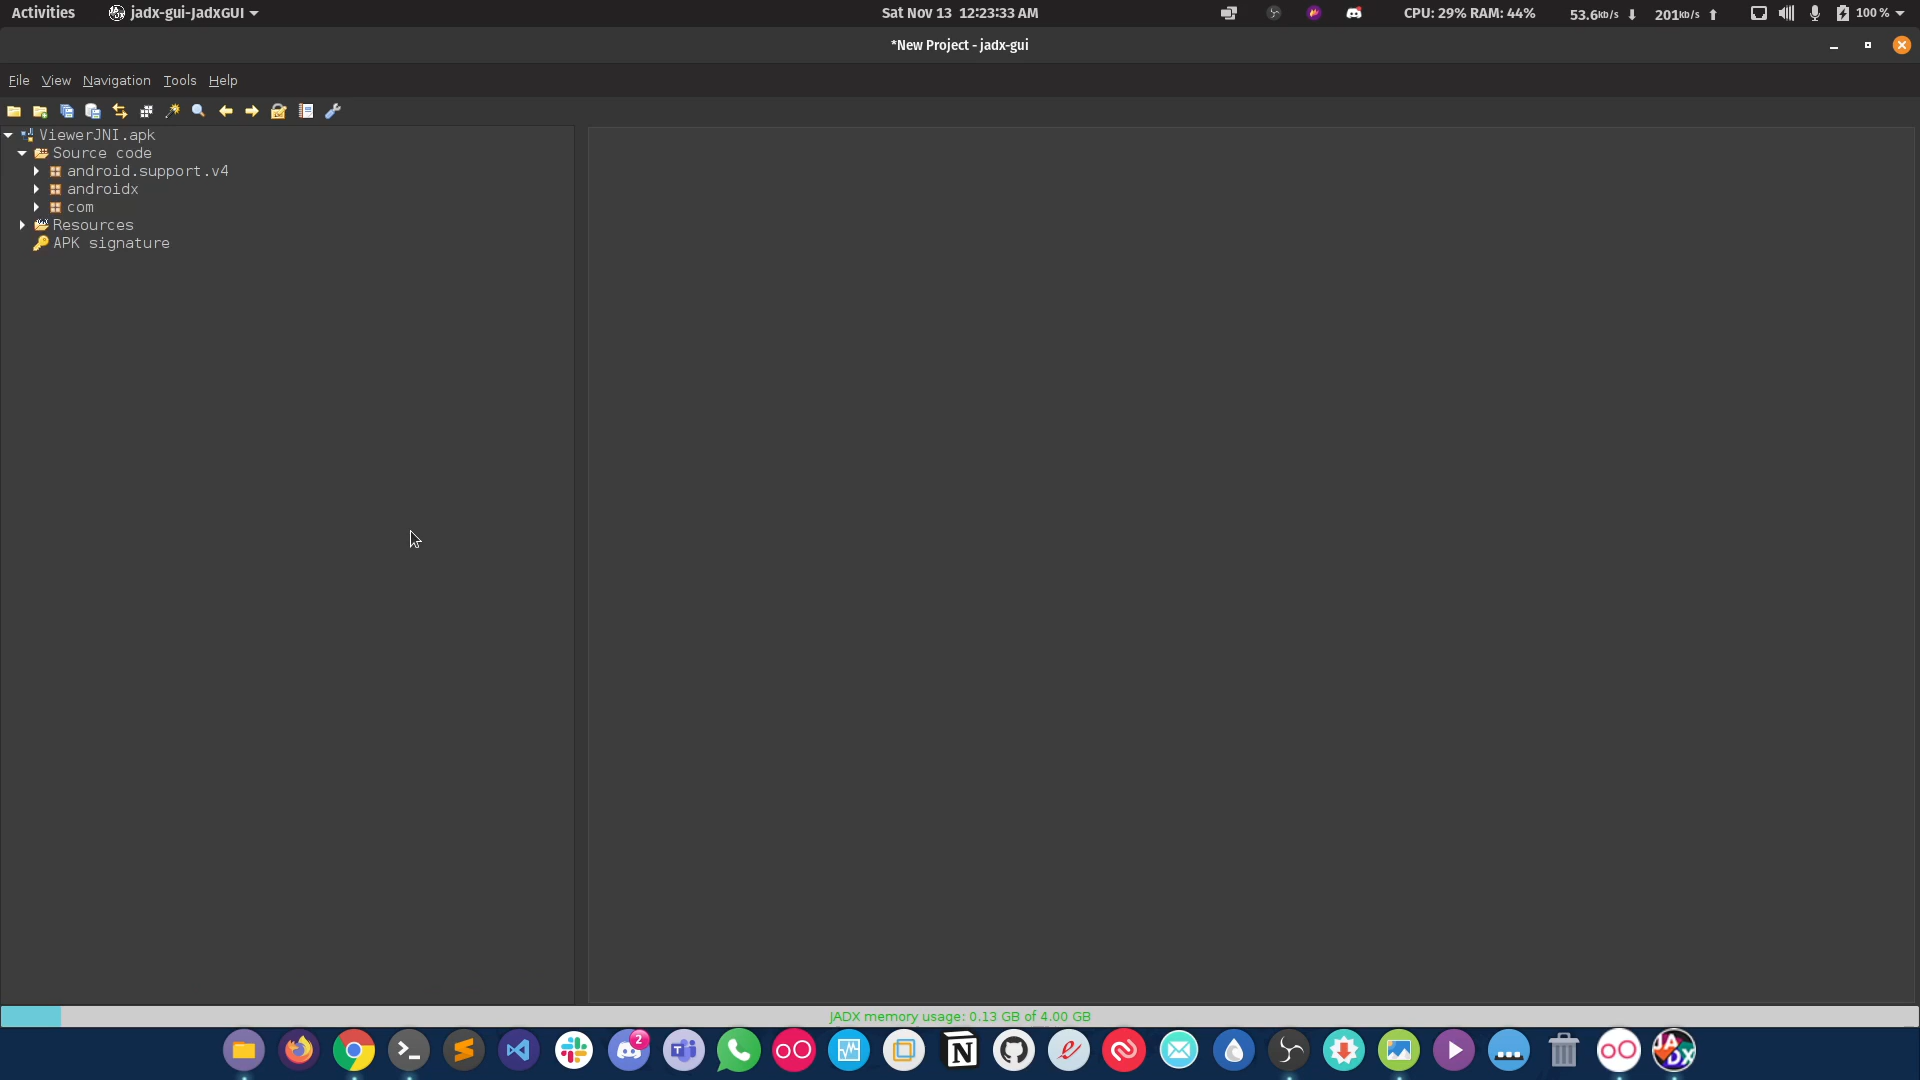 Activities jadx-gui-JadxGUI Sat Nov 13 12:23:33 AM CPU: 29% RAM: 44% 53.6kb/s ⬇ 201kb/s ⬆ 100 %
*New Project - jadx-gui
File View Navigation Tools Help
ViewerJNI.apk
Source code
android.support.v4
androidx
com
Resources
APK signature
JADX memory usage: 0.13 GB of 4.00 GB
2